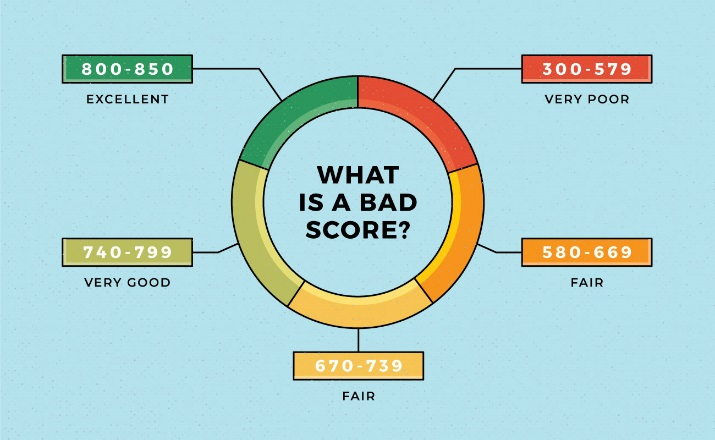 800-850
EXCELLENT
300-579
VERY POOR
WHAT
IS A BAD
SCORE?
740-799
VERY GOOD
580-669
FAIR
670-739
FAIR